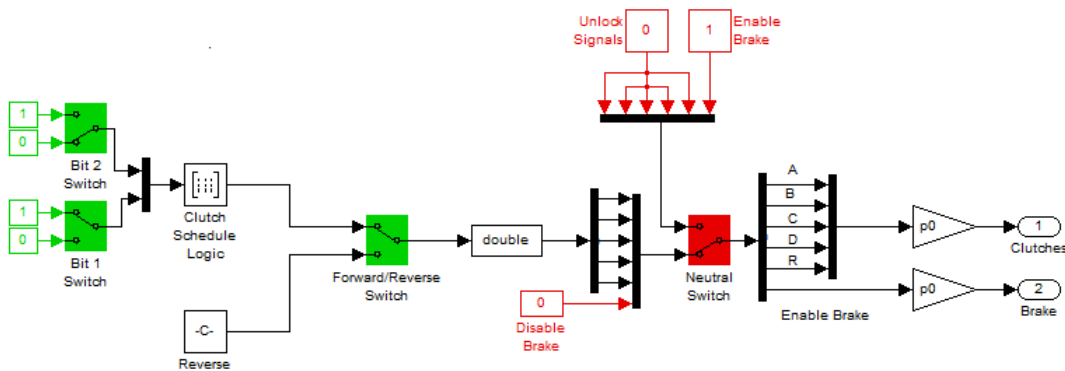 Unlock
Signals
0
1
Enable
Brake
1
0
Bit 2
Switch
1
0
Bit 1
Switch
Clutch
Schedule
Logic
-C-
Reverse
Forward/Reverse
Switch
double
0
Disable
Brake
Neutral
Switch
A
B
C
D
R
Enable Brake
p0
1
Clutches
p0
2
Brake